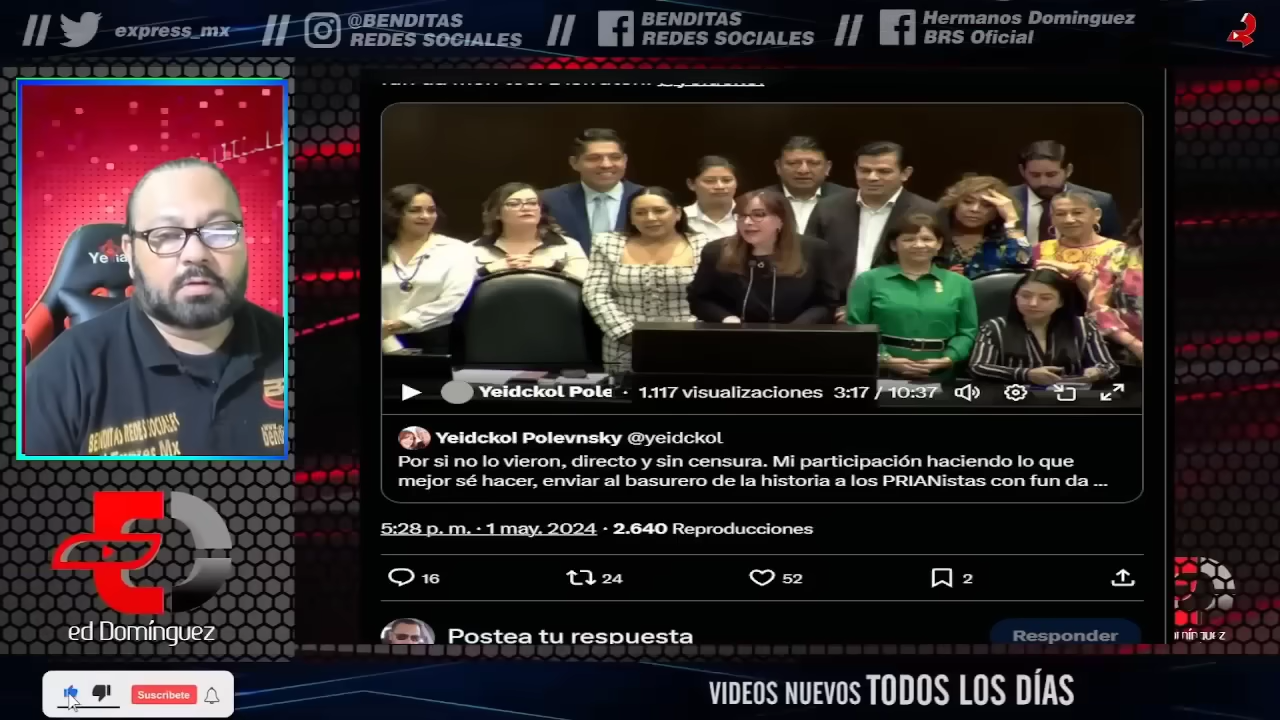 express_mx
@BENDITAS
REDES SOCIALES
BENDITAS
REDES SOCIALES
Hermanos Dominguez
BRS Oficial
Yeidckol Pole
1.117 visualizaciones
3:17 / 10:37
Yeidckol Polevnsky @yeidckol
Por si no lo vieron, directo y sin censura. Mi participación haciendo lo que
mejor sé hacer, enviar al basurero de la historia a los PRIANistas con fun da ...
5:28 p. m. · 1 may. 2024 · 2.640 Reproducciones
16
24
52
2
Postea tu respuesta
Responder
BENDITAS REDES SOCIALES
ed Domínguez
Suscríbete
VIDEOS NUEVOS TODOS LOS DÍAS